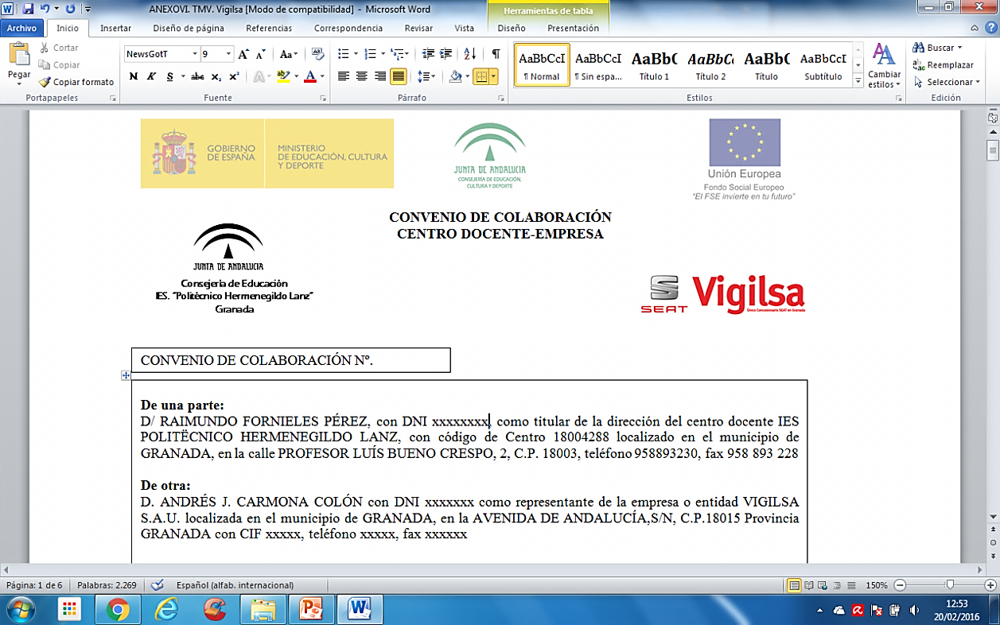 ANEXOVI. TMV. Vigilsa [Modo de compatibilidad] - Microsoft Word
Herramientas de tabla
Archivo Inicio Insertar Diseño de página Referencias Correspondencia Revisar Vista Diseño Presentación
Pegar
Cortar
Copiar
Copiar formato
Portapapeles
NewsGotT 9
N K S abc x₂ x²
Fuente
Párrafo
AaBbCcI AaBbCcI AaBbC AaBbCc AaBbC AaBbCcI
¶ Normal ¶ Sin espa... Título 1 Título 2 Título Subtítulo
Cambiar estilos
Estilos
Buscar
Reemplazar
Seleccionar
Edición
GOBIERNO DE ESPAÑA
MINISTERIO
DE EDUCACIÓN, CULTURA
Y DEPORTE
JUNTA DE ANDALUCIA
CONSEJERÍA DE EDUCACIÓN,
CULTURA Y DEPORTE
Unión Europea
Fondo Social Europeo
"El FSE invierte en tu futuro"
CONVENIO DE COLABORACIÓN
CENTRO DOCENTE-EMPRESA
JUNTA DE ANDALUCIA
Consejería de Educación
IES. "Politécnico Hermenegildo Lanz"
Granada
SEAT
Vigilsa
Único Concesionario SEAT en Granada
CONVENIO DE COLABORACIÓN Nº.
De una parte:
D/ RAIMUNDO FORNIELES PÉREZ, con DNI xxxxxxxx, como titular de la dirección del centro docente IES
POLITËCNICO HERMENEGILDO LANZ, con código de Centro 18004288 localizado en el municipio de
GRANADA, en la calle PROFESOR LUÍS BUENO CRESPO, 2, C.P. 18003, teléfono 958893230, fax 958 893 228
De otra:
D. ANDRÉS J. CARMONA COLÓN con DNI xxxxxxx como representante de la empresa o entidad VIGILSA
S.A.U. localizada en el municipio de GRANADA, en la AVENIDA DE ANDALUCÍA,S/N, C.P.18015 Provincia
GRANADA con CIF xxxxx, teléfono xxxxx, fax xxxxxx
Página: 1 de 6 Palabras: 2.269 Español (alfab. internacional) 150%
12:53
20/02/2016